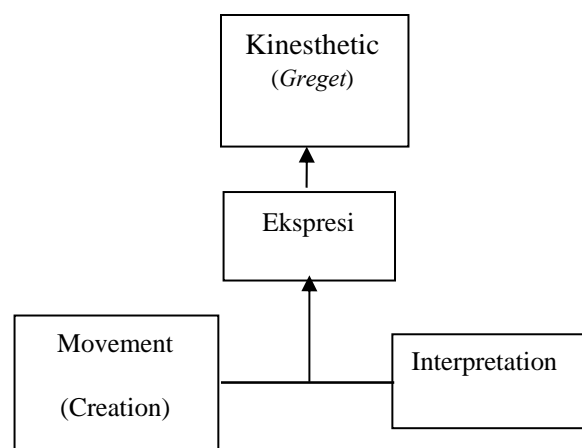 Kinesthetic
(Greget)
Ekspresi
Movement
(Creation)
Interpretation